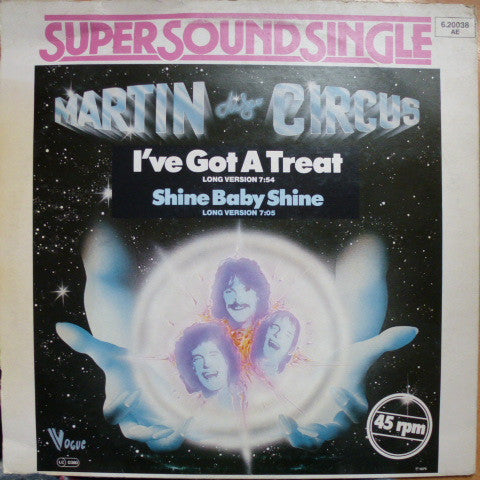 SUPERSOUNDSINGLE
6.20038
AE
MARTIN CIRCUS
I've Got A Treat
LONG VERSION 7:54
Shine Baby Shine
LONG VERSION 7:05
45 rpm
VOGUE